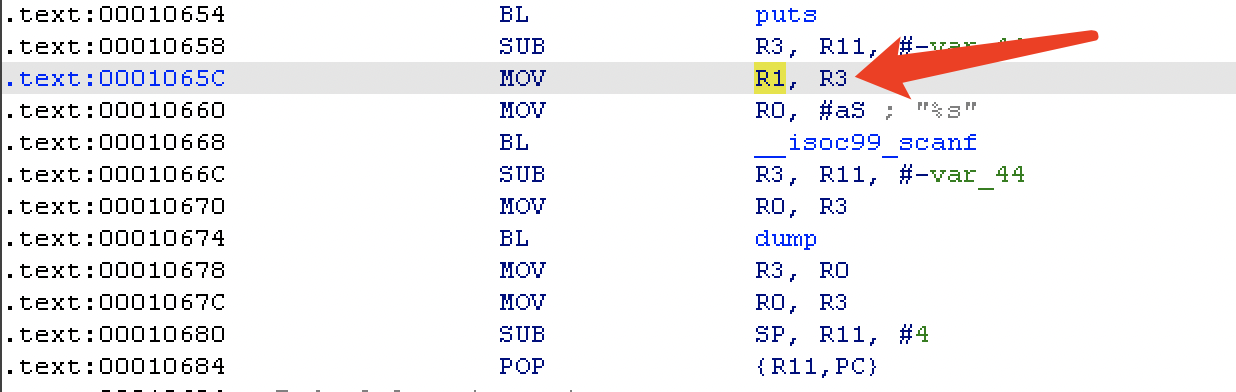 .text:00010654 BL puts
.text:00010658 SUB R3, R11, #-var_44
.text:0001065C MOV R1, R3
.text:00010660 MOV R0, #aS ; "%s"
.text:00010668 BL __isoc99_scanf
.text:0001066C SUB R3, R11, #-var_44
.text:00010670 MOV R0, R3
.text:00010674 BL dump
.text:00010678 MOV R3, R0
.text:0001067C MOV R0, R3
.text:00010680 SUB SP, R11, #4
.text:00010684 POP {R11,PC}